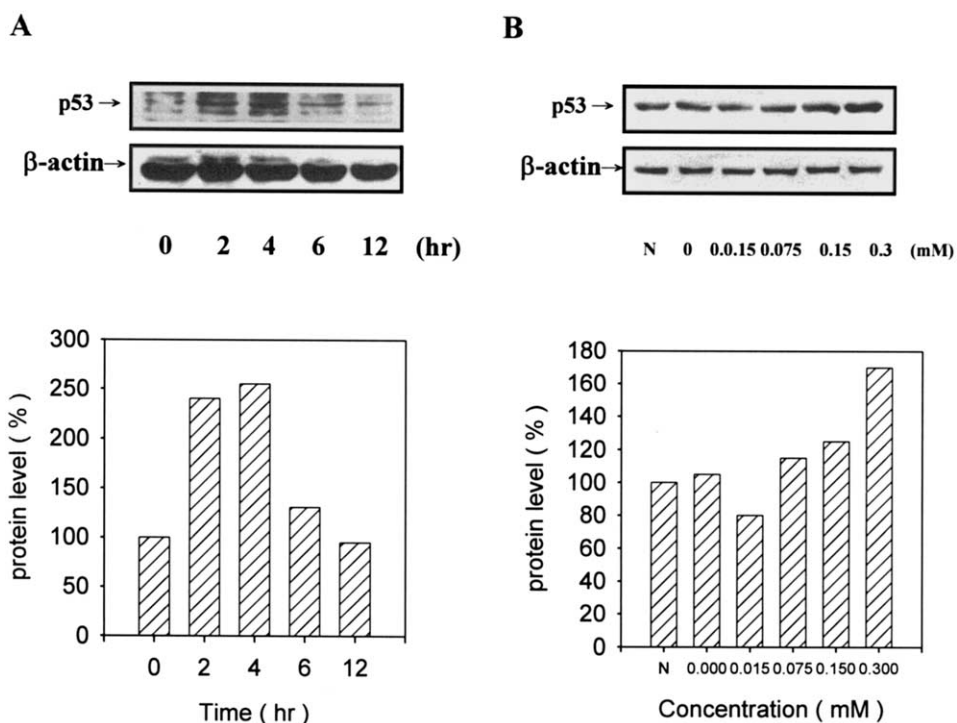 A
p53→
β-actin→
0 2 4 6 12 (hr)
300
250
200
150
100
50
0
protein level ( % )
0 2 4 6 12
Time ( hr )
B
p53→
β-actin→
N 0 0.0.15 0.075 0.15 0.3 (mM)
180
160
140
120
100
80
60
40
20
0
protein level ( % )
N 0.000 0.015 0.075 0.150 0.300
Concentration ( mM )